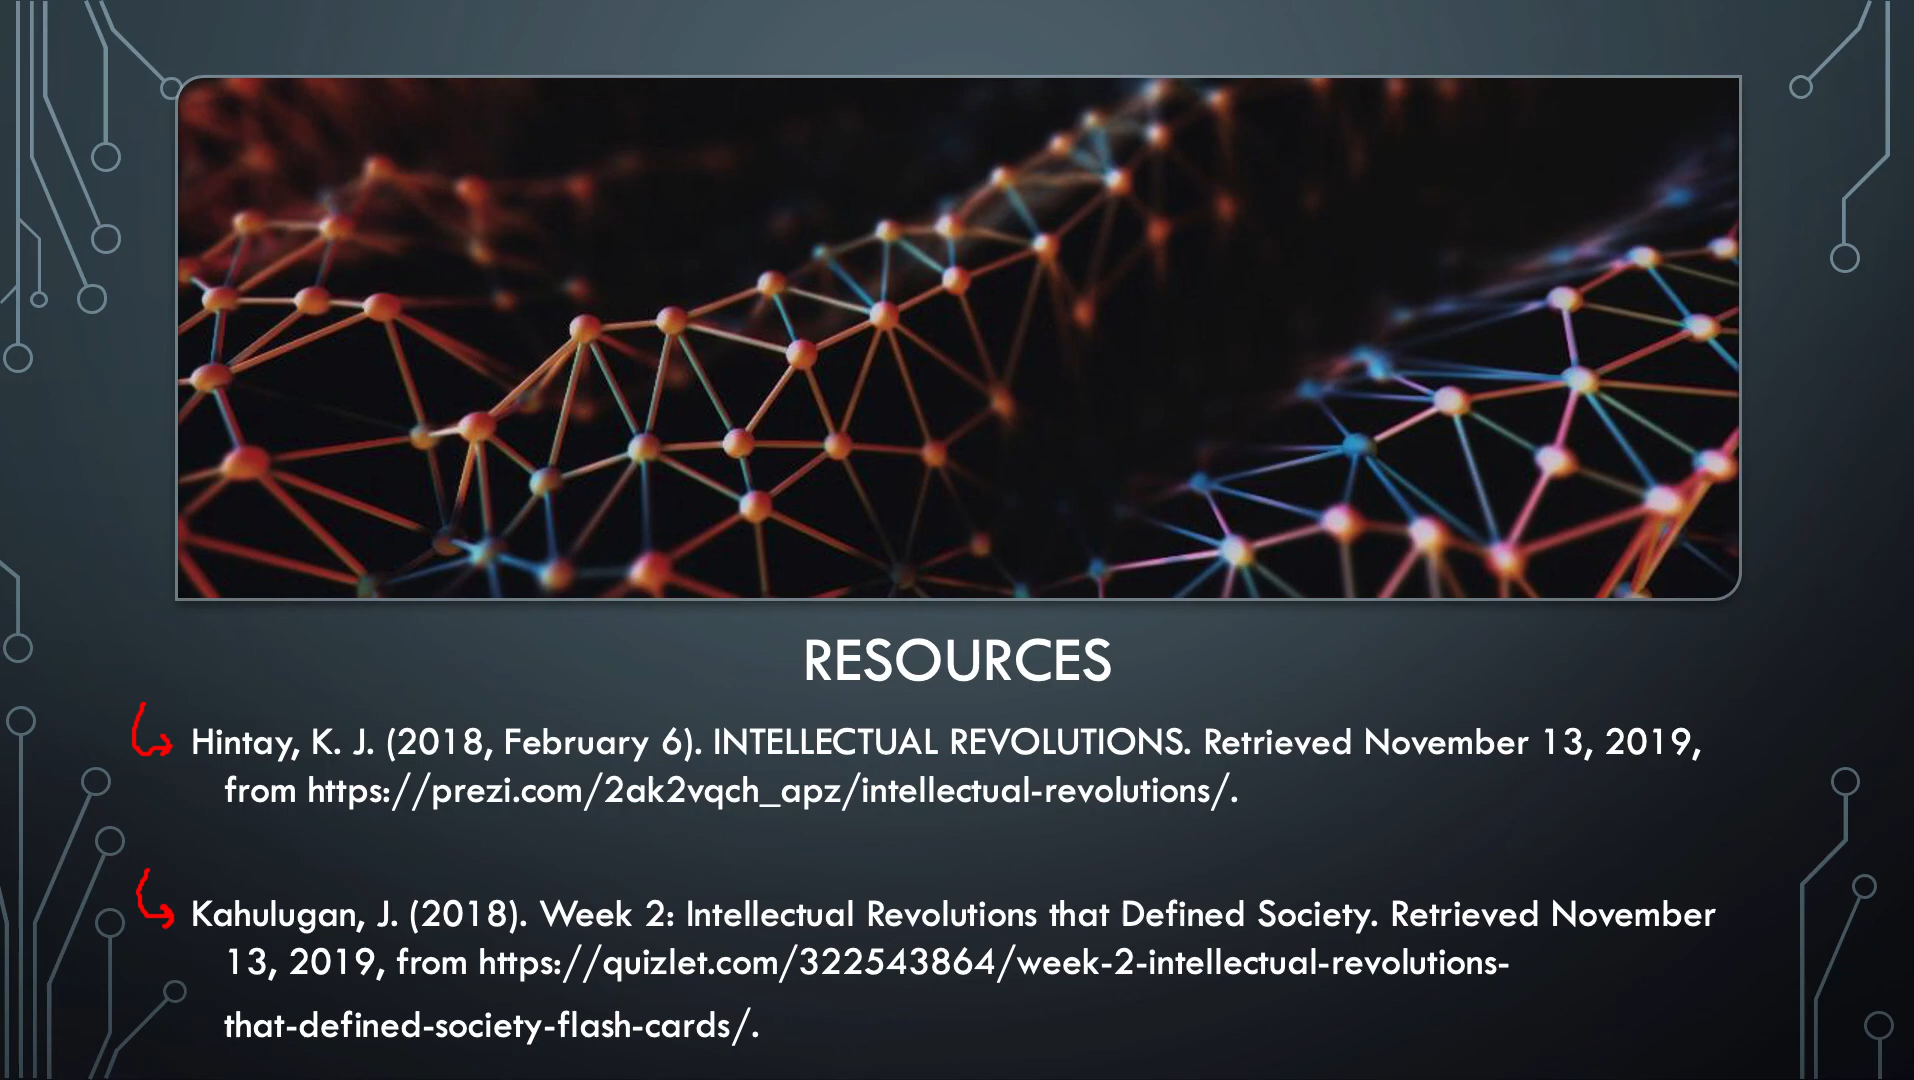 RESOURCES
Hintay, K. J. (2018, February 6). INTELLECTUAL REVOLUTIONS. Retrieved November 13, 2019,
from https://prezi.com/2ak2vqch_apz/intellectual-revolutions/.
Kahulugan, J. (2018). Week 2: Intellectual Revolutions that Defined Society. Retrieved November
13, 2019, from https://quizlet.com/322543864/week-2-intellectual-revolutions-
that-defined-society-flash-cards/.